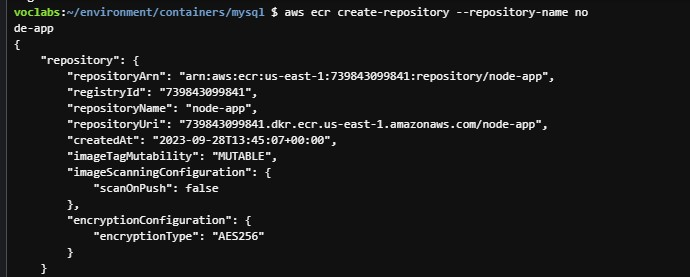 voclabs:~/environment/containers/mysql $ aws ecr create-repository --repository-name no
de-app
{
    "repository": {
        "repositoryArn": "arn:aws:ecr:us-east-1:739843099841:repository/node-app",
        "registryId": "739843099841",
        "repositoryName": "node-app",
        "repositoryUri": "739843099841.dkr.ecr.us-east-1.amazonaws.com/node-app",
        "createdAt": "2023-09-28T13:45:07+00:00",
        "imageTagMutability": "MUTABLE",
        "imageScanningConfiguration": {
            "scanOnPush": false
        },
        "encryptionConfiguration": {
            "encryptionType": "AES256"
        }
    }